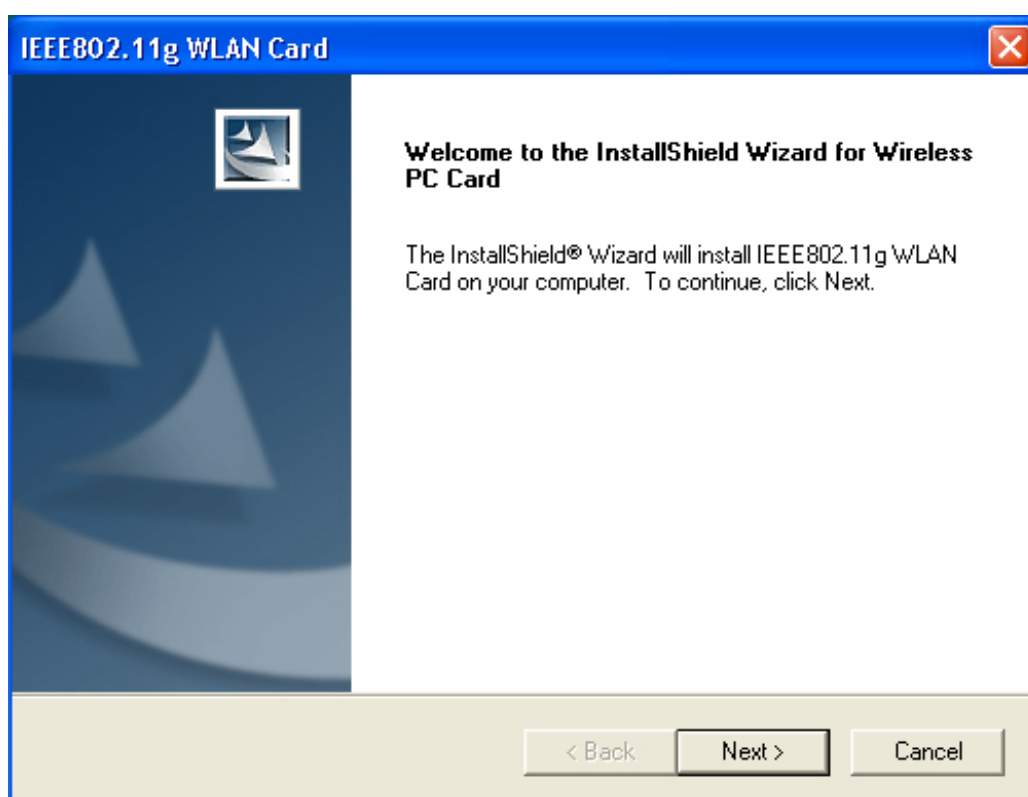 IEEE802.11g WLAN Card
Welcome to the InstallShield Wizard for Wireless
PC Card
The InstallShield® Wizard will install IEEE802.11g WLAN
Card on your computer.  To continue, click Next.
< Back
Next >
Cancel